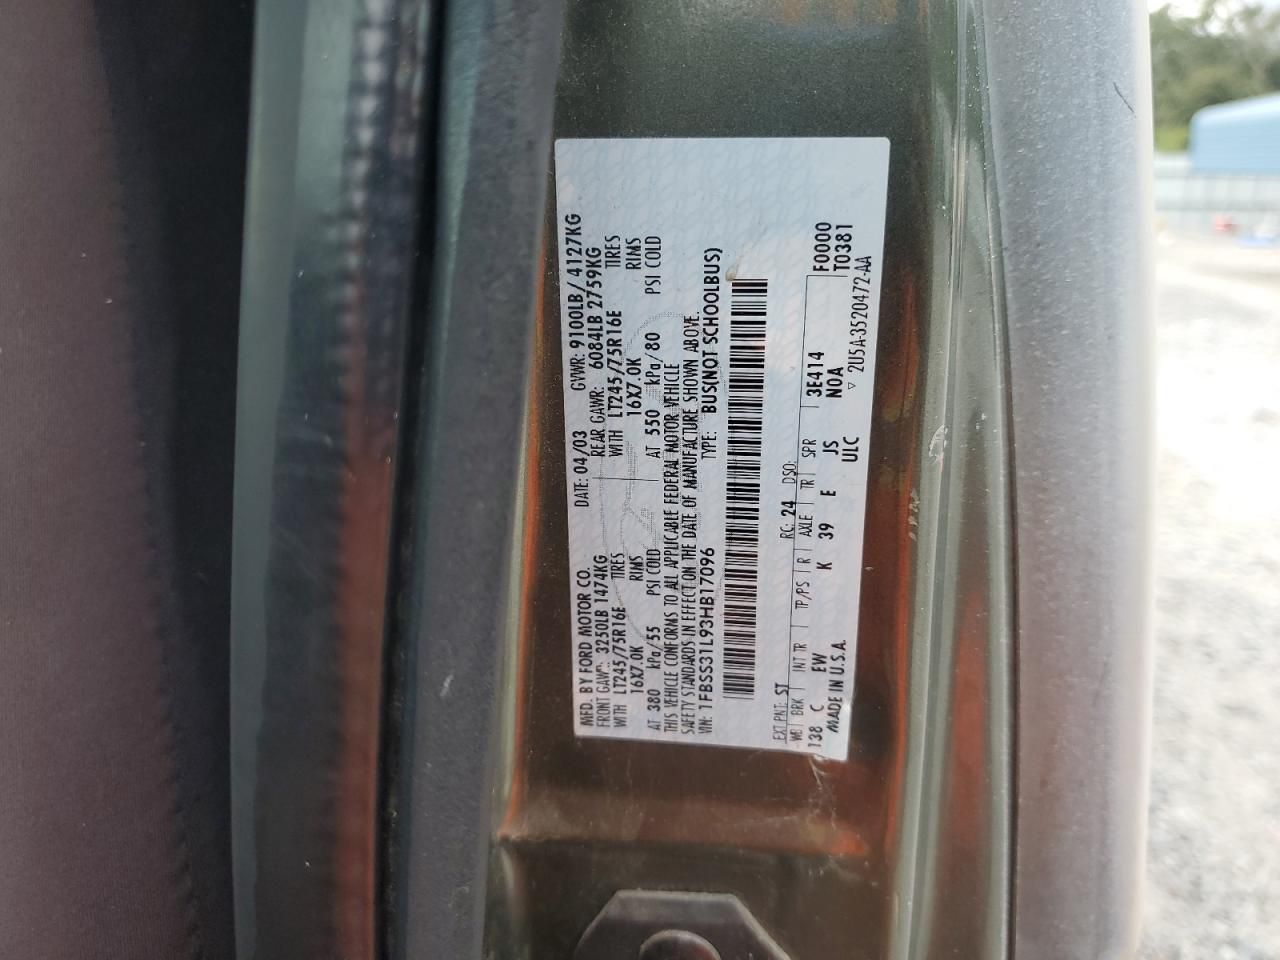 MFD. BY FORD MOTOR CO.
DATE: 04/03 GVWR: 9100LB/ 4127KG
FRONT GAWR: 3250LB 1474KG REAR GAWR: 6084LB 2759KG
WITH LT245/75R16E TIRES WITH LT245/75R16E TIRES
16X7.0K RIMS 16X7.0K RIMS
AT 380 kPa/55 PSI COLD AT 550 kPa/80 PSI COLD
THIS VEHICLE CONFORMS TO ALL APPLICABLE FEDERAL MOTOR VEHICLE
SAFETY STANDARDS IN EFFECT ON THE DATE OF MANUFACTURE SHOWN ABOVE.
VIN: 1FBSS31L93HB17096 TYPE: BUS(NOT SCHOOLBUS)
EXT PNT: ST RC: 24 DSO: F0000
WB BRK INT TR TP/PS R AXLE TR SPR T0381
138 C EW K 39 E JS 3E414
ULC NOA
MADE IN U.S.A. ▽ 2U5A-3520472-AA